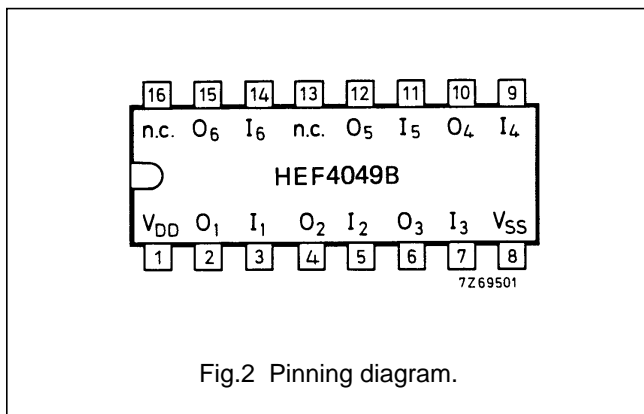 16 15 14 13 12 11 10 9
n.c. O6 I6 n.c. O5 I5 O4 I4
HEF4049B
VDD O1 I1 O2 I2 O3 I3 VSS
1 2 3 4 5 6 7 8
7Z69501
Fig.2 Pinning diagram.